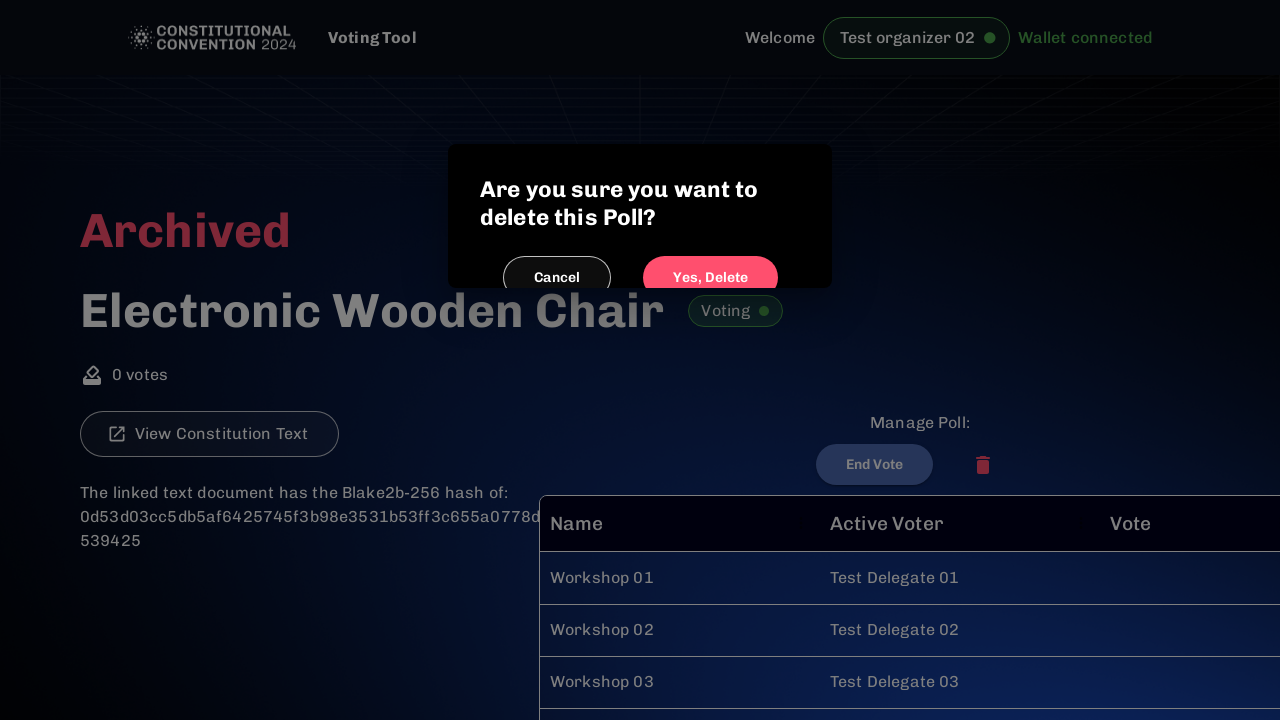 CONSTITUTIONAL
CONVENTION 2024
Voting Tool
Welcome
Test organizer 02
Wallet connected
Are you sure you want to
delete this Poll?
Cancel
Yes, Delete
Archived
Electronic Wooden Chair
Voting
0 votes
View Constitution Text
Manage Poll:
End Vote
The linked text document has the Blake2b-256 hash of:
0d53d03cc5db5af6425745f3b98e3531b53ff3c655a0778d
539425
Name Active Voter Vote
Workshop 01 Test Delegate 01
Workshop 02 Test Delegate 02
Workshop 03 Test Delegate 03